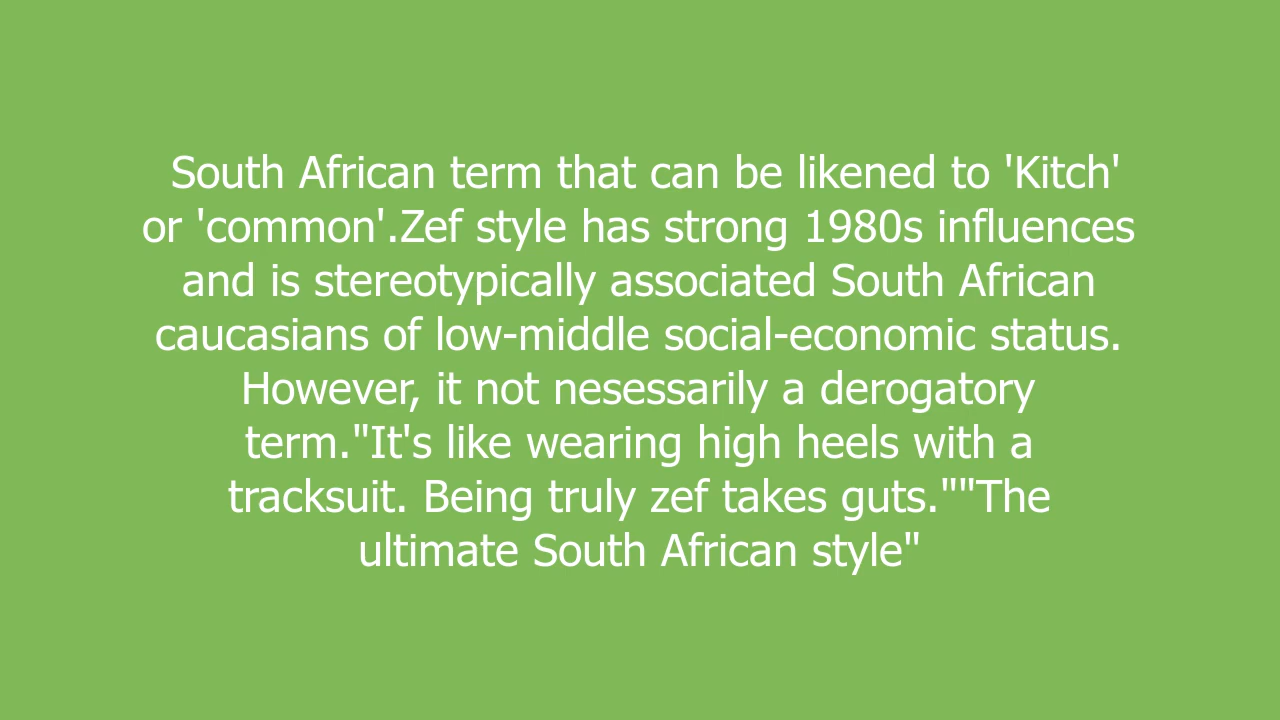 South African term that can be likened to 'Kitch'
or 'common'.Zef style has strong 1980s influences
and is stereotypically associated South African
caucasians of low-middle social-economic status.
However, it not nesessarily a derogatory
term."It's like wearing high heels with a
tracksuit. Being truly zef takes guts.""The
ultimate South African style"